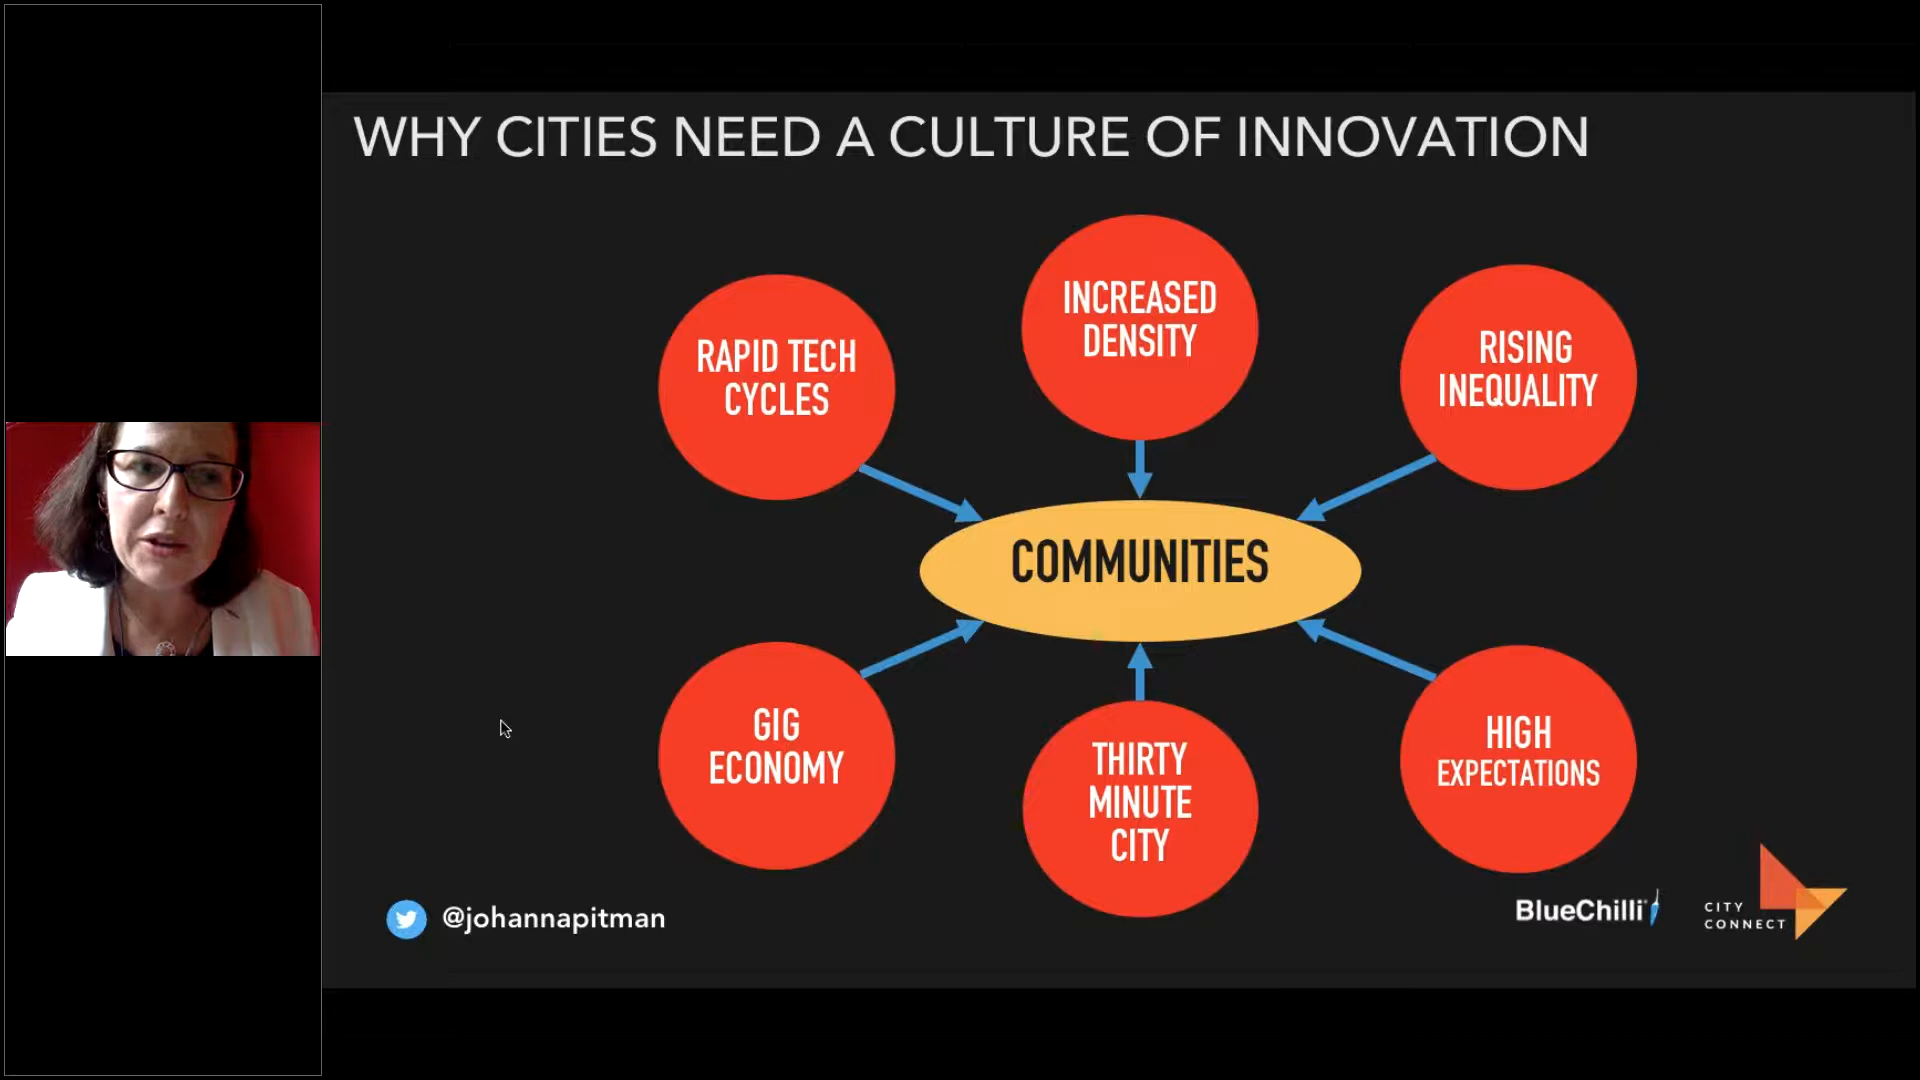 WHY CITIES NEED A CULTURE OF INNOVATION
INCREASED
DENSITY
RAPID TECH
CYCLES
RISING
INEQUALITY
COMMUNITIES
GIG
ECONOMY
THIRTY
MINUTE
CITY
HIGH
EXPECTATIONS
@johannapitman
BlueChilli
CITY
CONNECT